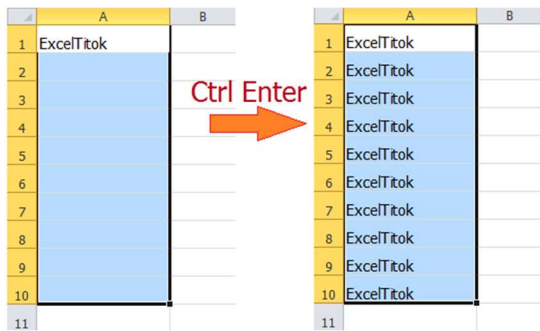 A B
1 ExcelTitok
2
3
4
5
6
7
8
9
10
11
Ctrl Enter
A B
1 ExcelTitok
2 ExcelTitok
3 ExcelTitok
4 ExcelTitok
5 ExcelTitok
6 ExcelTitok
7 ExcelTitok
8 ExcelTitok
9 ExcelTitok
10 ExcelTitok
11